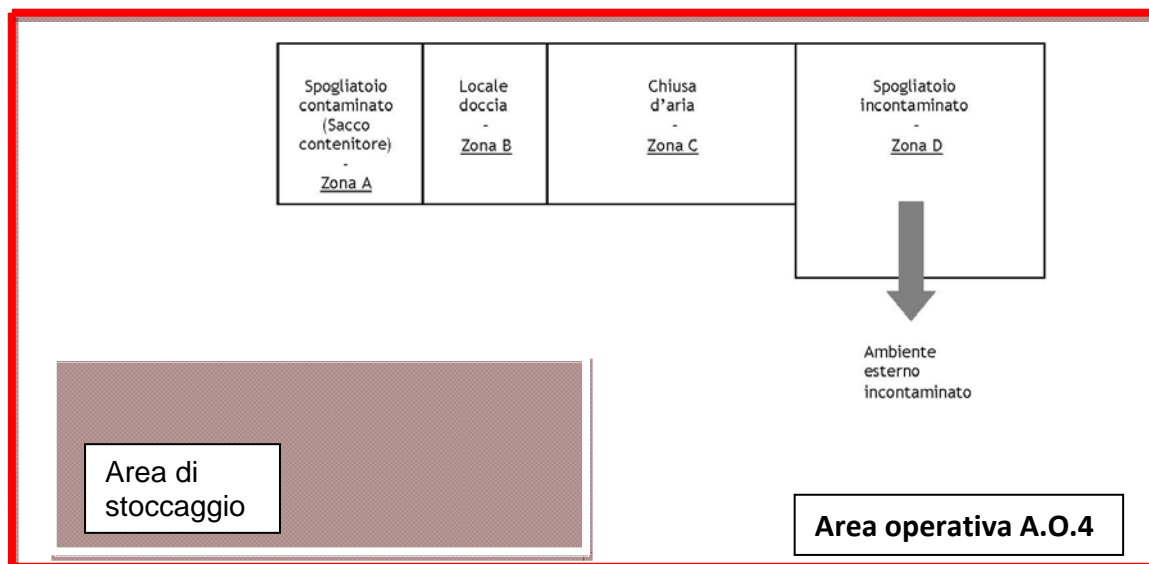 Spogliatoio
contaminato
(Sacco
contenitore)
-
Zona A
Locale
doccia
-
Zona B
Chiusa
d'aria
-
Zona C
Spogliatoio
incontaminato
-
Zona D
Ambiente
esterno
incontaminato
Area di
stoccaggio
Area operativa A.O.4